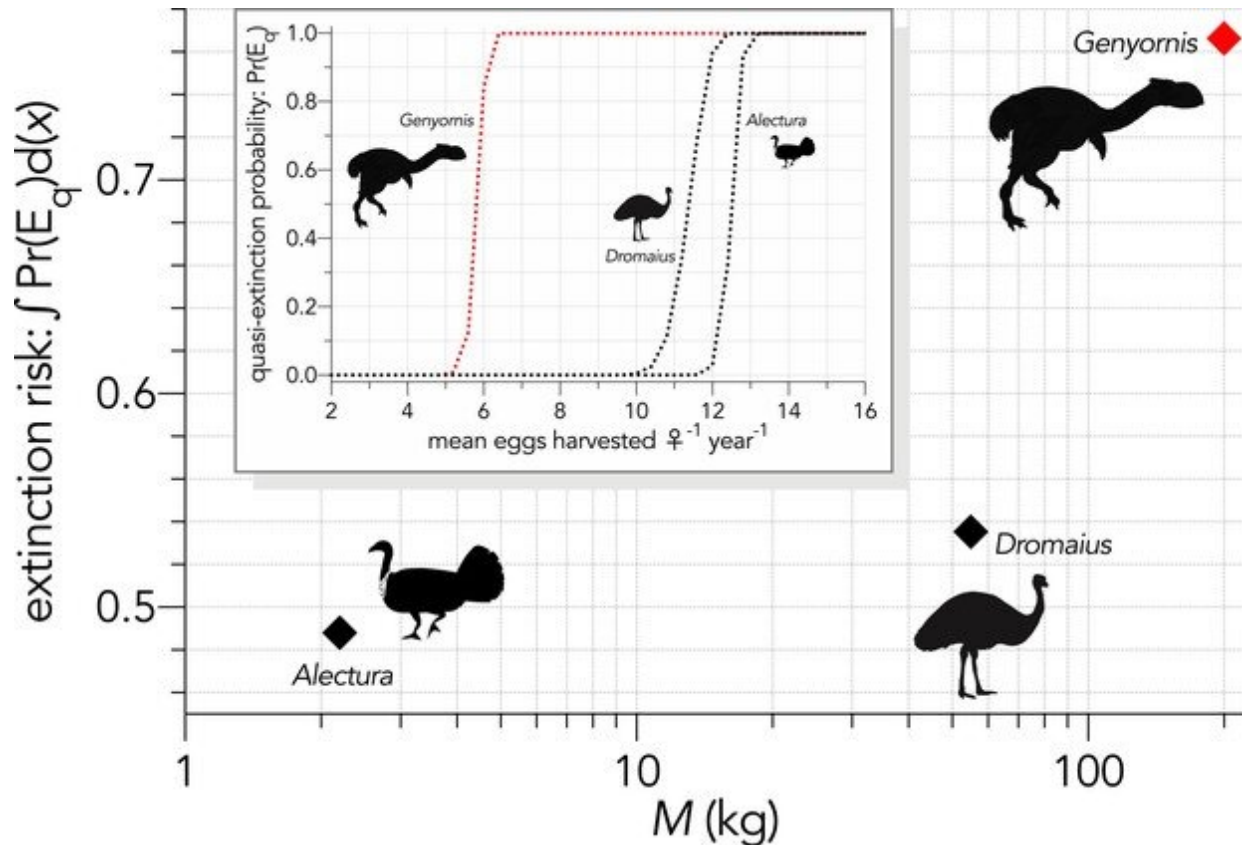 extinction risk: ∫ Pr(E_q)d(x)
0.7
0.6
0.5
1
10
100
M (kg)
Genyornis
Dromaius
Alectura
quasi-extinction probability: Pr(E_q)
1.0
0.8
0.6
0.4
0.2
0.0
2 4 6 8 10 12 14 16
mean eggs harvested ♀⁻¹ year⁻¹
Genyornis
Dromaius
Alectura